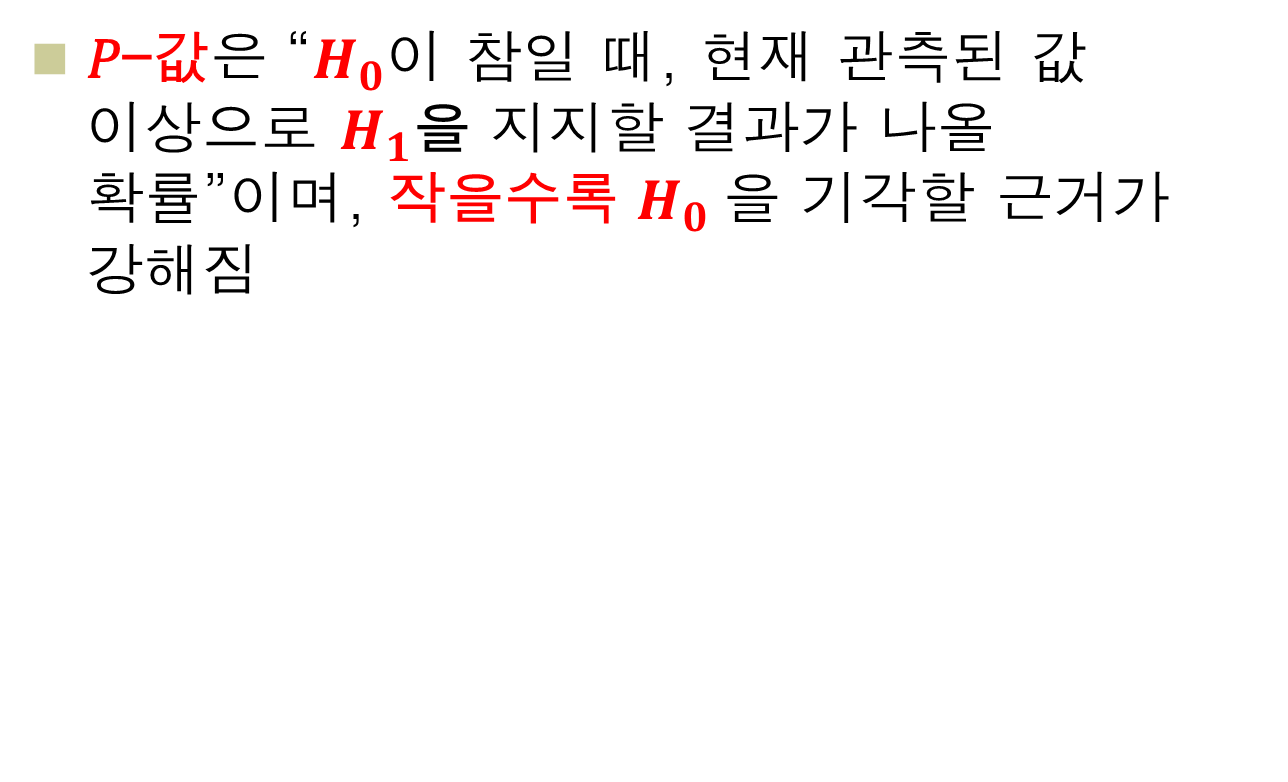 P-값은 “H₀이 참일 때, 현재 관측된 값
이상으로 H₁을 지지할 결과가 나올
확률”이며, 작을수록 H₀ 을 기각할 근거가
강해짐